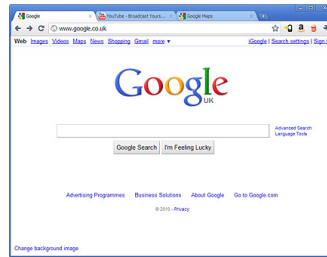 Google YouTube - Broadcast Yours... Google Maps
www.google.co.uk
Web Images Videos Maps News Shopping Gmail more ▼ iGoogle | Search settings | Sign
Google
UK
Advanced Search
Language Tools
Google Search I'm Feeling Lucky
Advertising Programmes Business Solutions About Google Go to Google.com
© 2010 - Privacy
Change background image